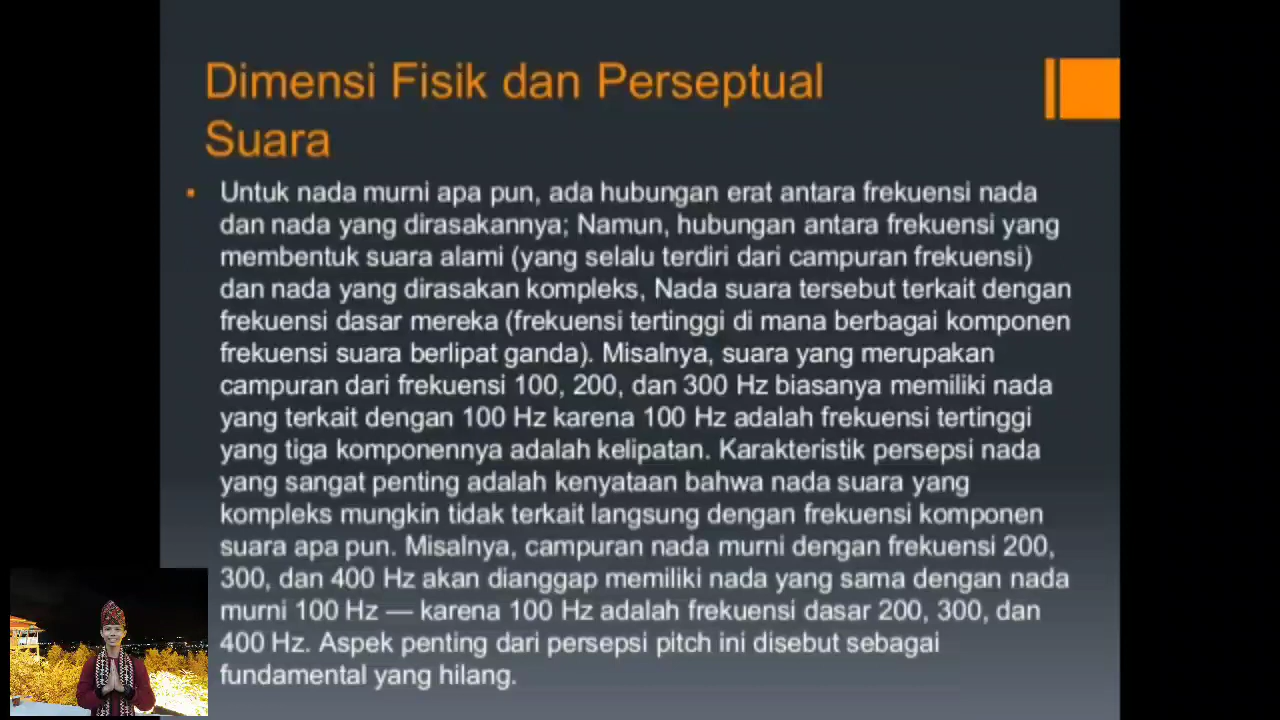 Dimensi Fisik dan Perseptual
Suara
Untuk nada murni apa pun, ada hubungan erat antara frekuensi nada
dan nada yang dirasakannya; Namun, hubungan antara frekuensi yang
membentuk suara alami (yang selalu terdiri dari campuran frekuensi)
dan nada yang dirasakan kompleks, Nada suara tersebut terkait dengan
frekuensi dasar mereka (frekuensi tertinggi di mana berbagai komponen
frekuensi suara berlipat ganda). Misalnya, suara yang merupakan
campuran dari frekuensi 100, 200, dan 300 Hz biasanya memiliki nada
yang terkait dengan 100 Hz karena 100 Hz adalah frekuensi tertinggi
yang tiga komponennya adalah kelipatan. Karakteristik persepsi nada
yang sangat penting adalah kenyataan bahwa nada suara yang
kompleks mungkin tidak terkait langsung dengan frekuensi komponen
suara apa pun. Misalnya, campuran nada murni dengan frekuensi 200,
300, dan 400 Hz akan dianggap memiliki nada yang sama dengan nada
murni 100 Hz — karena 100 Hz adalah frekuensi dasar 200, 300, dan
400 Hz. Aspek penting dari persepsi pitch ini disebut sebagai
fundamental yang hilang.